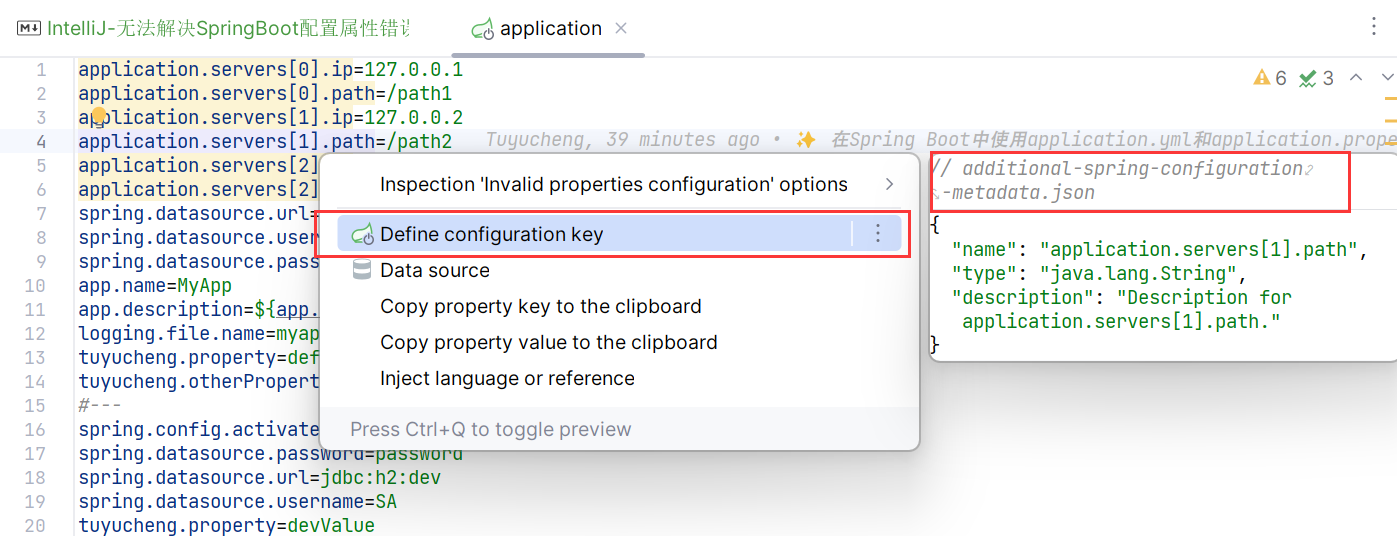 IntelliJ-无法解决SpringBoot配置属性错误
application
application.servers[0].ip=127.0.0.1
6 3
application.servers[0].path=/path1
application.servers[1].ip=127.0.0.2
application.servers[1].path=/path2 Tuyucheng, 39 minutes ago • ✨ 在Spring Boot中使用application.yml和application.prope
application.servers[2]
application.servers[2]
spring.datasource.url=
spring.datasource.user
spring.datasource.pass
app.name=MyApp
app.description=${app.
logging.file.name=myap
tuyucheng.property=def
tuyucheng.otherPropert
#---
spring.config.activate
spring.datasource.password=password
spring.datasource.url=jdbc:h2:dev
spring.datasource.username=SA
tuyucheng.property=devValue
1
2
3
4
5
6
7
8
9
10
11
12
13
14
15
16
17
18
19
20
Inspection 'Invalid properties configuration' options
Define configuration key
Data source
Copy property key to the clipboard
Copy property value to the clipboard
Inject language or reference
Press Ctrl+Q to toggle preview
// additional-spring-configuration
-metadata.json
{
"name": "application.servers[1].path",
"type": "java.lang.String",
"description": "Description for
application.servers[1].path."
}